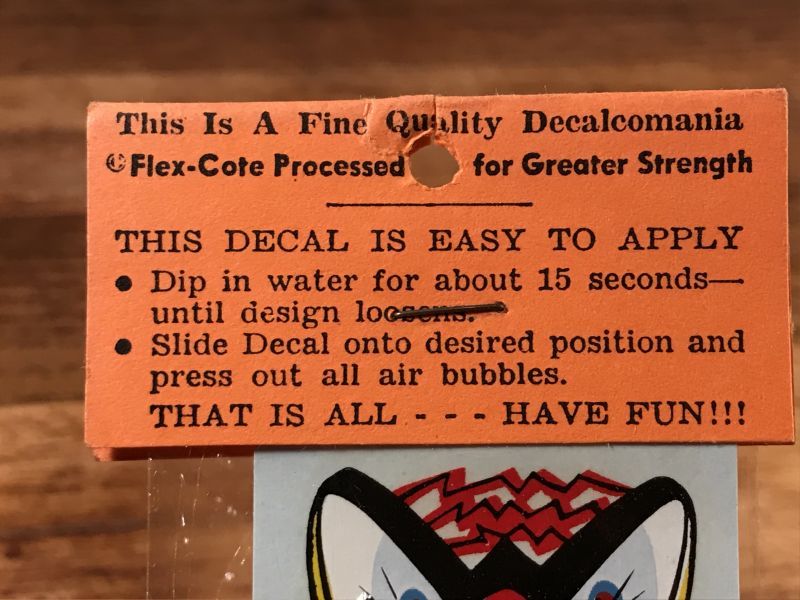 This Is A Fine Quality Decalcomania
©Flex-Cote Processed for Greater Strength
THIS DECAL IS EASY TO APPLY
• Dip in water for about 15 seconds—
until design loosens.
• Slide Decal onto desired position and
press out all air bubbles.
THAT IS ALL - - - HAVE FUN!!!